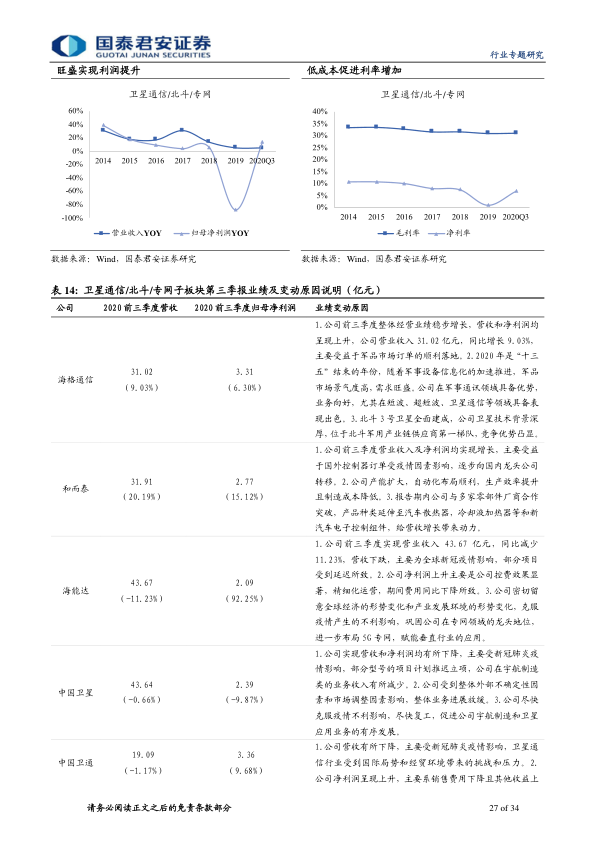 国泰君安证券
GUOTAI JUNAN SECURITIES
行业专题研究
旺盛实现利润提升
低成本促进利率增加
卫星通信/北斗/专网
60%
40%
20%
0%
-20%
-40%
-60%
-80%
-100%
2014 2015 2016 2017 2018 2019 2020Q3
营业收入YOY 归母净利润YOY
卫星通信/北斗/专网
40%
35%
30%
25%
20%
15%
10%
5%
0%
2014 2015 2016 2017 2018 2019 2020Q3
毛利率 净利率
数据来源：Wind，国泰君安证券研究
数据来源：Wind，国泰君安证券研究
表 14: 卫星通信/北斗/专网子板块第三季报业绩及变动原因说明（亿元）
公司 2020 前三季度营收 2020 前三季度归母净利润 业绩变动原因
海格通信
31.02
(9.03%)
3.31
(6.30%)
1.公司前三季度整体经营业绩稳步增长，营收和净利润均
呈现上升，公司营业收入 31.02 亿元，同比增长 9.03%，
主要受益于军品市场订单的顺利落地。2.2020 年是“十三
五”结束的年份，随着军事设备信息化的加速推进，军品
市场景气度高，需求旺盛。公司在军事通讯领域具备优势，
业务向好，尤其在短波、超短波、卫星通信等领域具备表
现出色。3.北斗 3 号卫星全面建成，公司卫星技术背景深
厚，位于北斗军用产业链供应商第一梯队，竞争优势凸显。
和而泰
31.91
(20.19%)
2.77
(15.12%)
1.公司前三季度营业收入及净利润均实现增长，主要受益
于国外控制器订单受疫情因素影响，逐步向国内龙头公司
转移。2.公司产能扩大，自动化布局顺利，生产效率提升
且制造成本降低。3.报告期内公司与多家零部件厂商合作
突破，产品种类延伸至汽车散热器，冷却液加热器等和新
汽车电子控制组件，给营收增长带来动力。
海能达
43.67
(-11.23%)
2.09
(92.25%)
1.公司前三季度实现营业收入 43.67 亿元，同比减少
11.23%，营收下跌，主要为全球新冠疫情影响，部分项目
受到延迟所致。2.公司净利润上升主要是公司控费效果显
著，精细化运营，期间费用同比下降所致。3.公司密切留
意全球经济的形势变化和产业发展环境的形势变化，克服
疫情产生的不利影响，巩固公司在专网领域的龙头地位，
进一步布局 5G 专网，赋能垂直行业的应用。
中国卫星
43.64
(-0.66%)
2.39
(-9.87%)
1.公司实现营收和净利润均有所下降，主要受新冠肺炎疫
情影响，部分型号的项目计划推迟立项，公司在宇航制造
类的业务收入有所减少。2.公司受到整体外部不确定性因
素和市场调整因素影响，整体业务进展放缓。3.公司尽快
克服疫情不利影响，尽快复工，促进公司宇航制造和卫星
应用业务的有序发展。
中国卫通
19.09
(-1.17%)
3.36
(9.68%)
1.公司营收有所下降，主要受新冠肺炎疫情影响，卫星通
信行业受到国际局势和经贸环境带来的挑战和压力。2.
公司净利润呈现上升，主要系销售费用下降且其他收益上
请务必阅读正文之后的免责条款部分
27 of 34